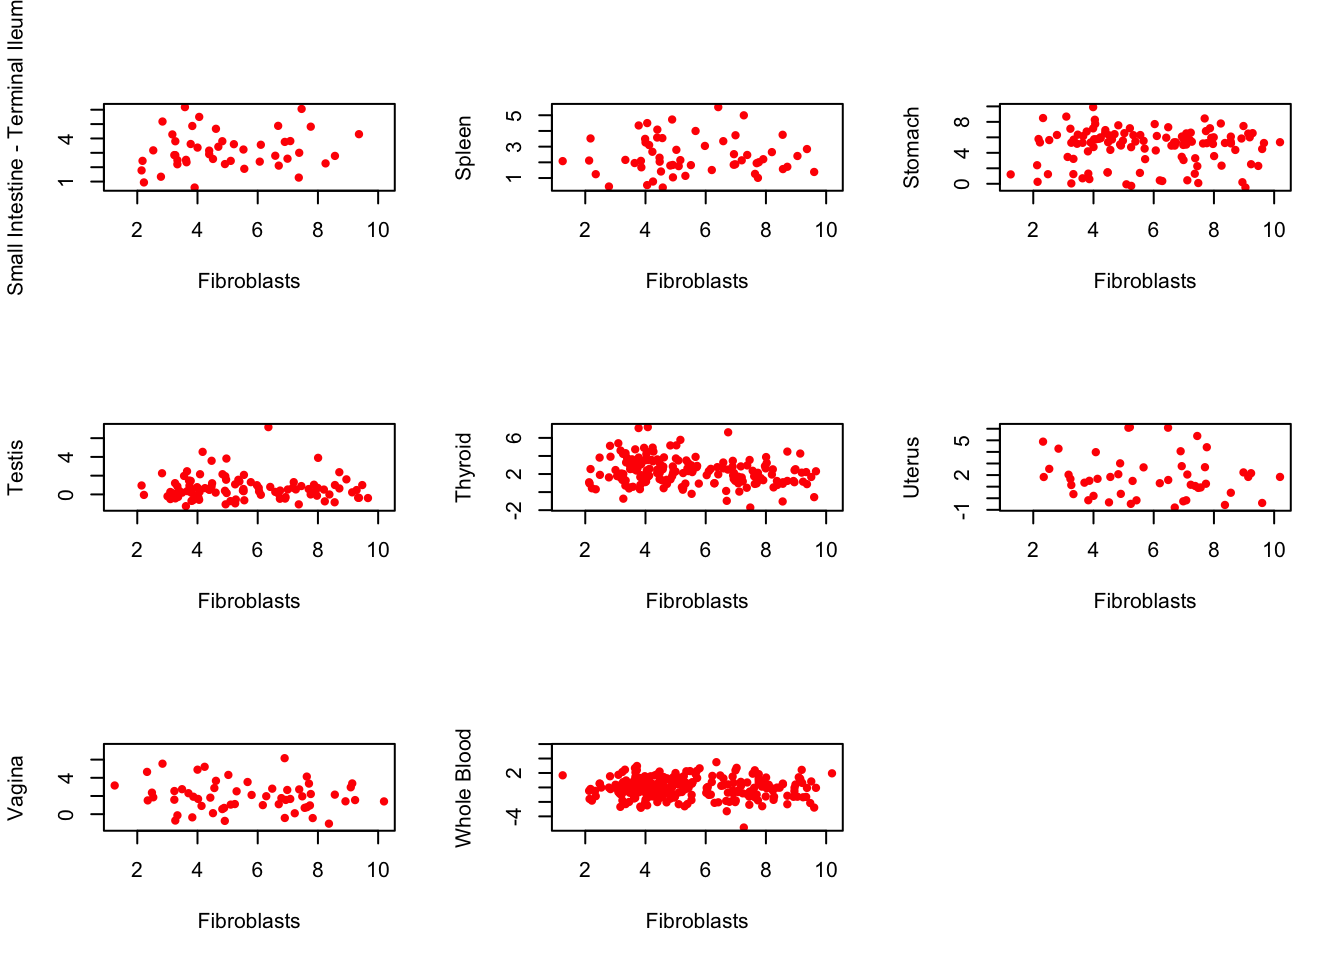 Small Intestine - Terminal Ileum
1 4
2 4 6 8 10
Fibroblasts
Spleen
1 3 5
2 4 6 8 10
Fibroblasts
Stomach
0 4 8
2 4 6 8 10
Fibroblasts
Testis
0 4
2 4 6 8 10
Fibroblasts
Thyroid
-2 2 6
2 4 6 8 10
Fibroblasts
Uterus
-1 2 5
2 4 6 8 10
Fibroblasts
Vagina
0 4
2 4 6 8 10
Fibroblasts
Whole Blood
-4 2
2 4 6 8 10
Fibroblasts